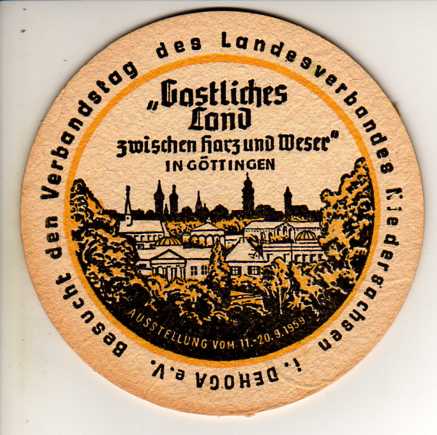 Besucht den Verbandstag des Landesverbandes Niedersachsen i. DEHOGA e.V.
„Gastliches
Land
zwischen Harz und Weser"
IN GÖTTINGEN
AUSSTELLUNG VOM 11.-20.9.1959